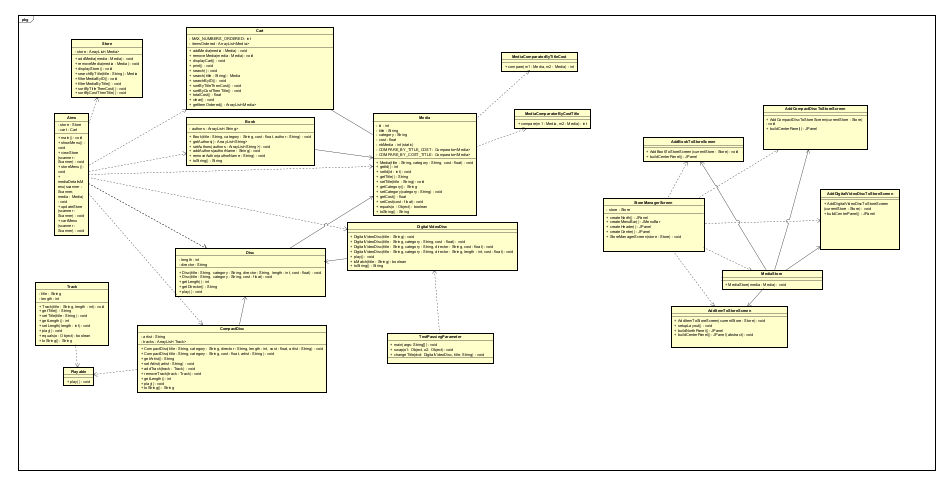 pkg
Store
- store : ArrayList<Media>
+ addMedia(media : Media) : void
+ removeMedia(media : Media) : void
+ displayStore() : void
+ searchByTitle(title : String) : Media
+ filterMediaByID() : void
+ filterMediaByTitle() : void
+ sortByTitleThenCost() : void
+ sortByCostThenTitle() : void
Cart
- MAX_NUMBERS_ORDERED : int
- itemsOrdered : ArrayList<Media>
+ addMedia(media : Media) : void
+ removeMedia(media : Media) : void
+ displayCart() : void
+ print() : void
+ search() : void
+ search(title : String) : Media
+ searchByID() : void
+ sortByTitleThenCost() : void
+ sortByCostThenTitle() : void
+ totalCost() : float
+ clear() : void
+ getItemOrdered() : ArrayList<Media>
Aims
- store : Store
- cart : Cart
+ main() : void
+ viewStore
(scanner :
Scanner) : void
+
+ updateStore
(scanner :
Scanner) : void
+ cartMenu
(scanner :
Scanner) : void
Book
- authors : ArrayList<String>
+ Book(title : String, category : String, cost : float, author : String) : void
+ getAuthors() : ArrayList<String>
+ setAuthors(authors : ArrayList<String>) : void
+ addAuthor(authorName : String) : void
+ removeAuthor(authorName : String) : void
+ toString() : String
Media
- id : int
- title : String
- category : String
- cost : float
- nbMedia : int (static)
- COMPARE_BY_TITLE_COST : Comparator<Media>
- COMPARE_BY_COST_TITLE : Comparator<Media>
+ Media(title : String, category : String, cost : float) : void
+ getId() : int
+ setId(id : int) : void
+ getTitle() : String
+ setTitle(title : String) : void
+ getCategory() : String
+ setCategory(category : String) : void
+ getCost() : float
+ setCost(cost : float) : void
+ equals(o : Object) : boolean
+ toString() : String
MediaComparatorByTitleCost
+ compare(m1 : Media, m2 : Media) : int
MediaComparatorByCostTitle
+ compare(m1 : Media, m2 : Media) : int
DigitalVideoDisc
+ DigitalVideoDisc(title : String) : void
+ DigitalVideoDisc(title : String, category : String, cost : float) : void
+ DigitalVideoDisc(title : String, category : String, director : String, cost : float) : void
+ DigitalVideoDisc(title : String, category : String, director : String, length : int, cost : float) : void
+ play() : void
+ isMatch(title : String) : boolean
+ toString() : String
Disc
- length : int
- director : String
+ Disc(title : String, category : String, director : String, length : int, cost : float) : void
+ Disc(title : String, category : String, cost : float) : void
+ getLength() : int
+ getDirector() : String
+ play() : void
Track
- title : String
- length : int
+ Track(title : String, length : int) : void
+ getTitle() : String
+ setTitle(title : String) : void
+ getLength() : int
+ setLength(length : int) : void
+ play() : void
+ equals(o : Object) : boolean
+ toString() : String
Playable
+ play() : void
CompactDisc
- artist : String
- tracks : ArrayList<Track>
+ CompactDisc(title : String, category : String, director : String, length : int, cost : float, artist : String) : void
+ CompactDisc(title : String, category : String, cost : float, artist : String) : void
+ getArtist() : String
+ setArtist(artist : String) : void
+ addTrack(track : Track) : void
+ removeTrack(track : Track) : void
+ getLength() : int
+ play() : void
+ toString() : String
TestPassingParameter
+ main(args : String[]) : void
+ swap(o1 : Object, o2 : Object) : void
+ changeTitle(dvd : DigitalVideoDisc, title : String) : void
AddBookToStoreScreen
+ AddBookToStoreScreen(currentStore : Store) : void
+ buildCenterPanel() : JPanel
AddCompactDiscToStoreScreen
+ AddCompactDiscToStoreScreen(currentStore : Store) :
void
+ buildCenterPanel() : JPanel
AddDigitalVideoDiscToStoreScreen
+ AddDigitalVideoDiscToStoreScreen
(currentStore : Store) : void
+ buildCenterPanel() : JPanel
StoreManagerScreen
- store : Store
+ createNorth() : JPanel
+ createMenuBar() : JMenuBar
+ createHeader() : JPanel
+ createCenter() : JPanel
+ StoreManagerScreen(store : Store) : void
MediaStore
+ MediaStore(media : Media) : void
AddItemToStoreScreen
+ AddItemToStoreScreen(currentStore : Store) : void
+ setupLayout() : void
+ buildNorthPanel() : JPanel
+ buildCenterPanel() : JPanel (abstract) : void